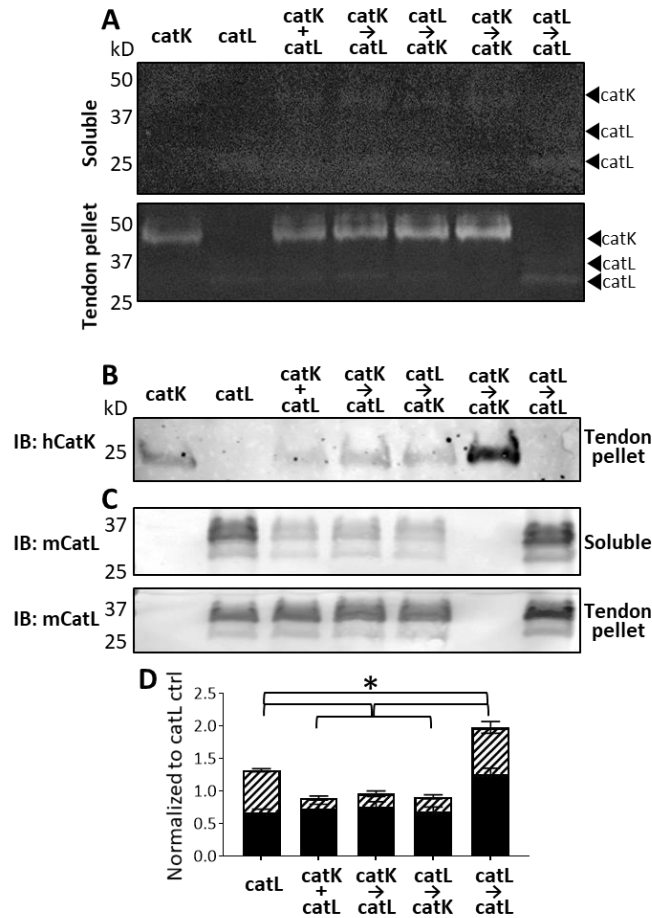 A
kD
catK
catL
catK + catL
catK → catL
catL → catK
catK → catK
catL → catL
50
37
25
Soluble
◀catK
◀catL
◀catL
50
37
25
Tendon pellet
◀catK
◀catL
◀catL
B
kD
catK
catL
catK + catL
catK → catL
catL → catK
catK → catK
catL → catL
IB: hCatK
25
Tendon pellet
C
IB: mCatL
37
25
Soluble
IB: mCatL
37
25
Tendon pellet
D
*
Normalized to catL ctrl
2.5
2.0
1.5
1.0
0.5
0.0
catL
catK + catL
catK → catL
catL → catK
catL → catL